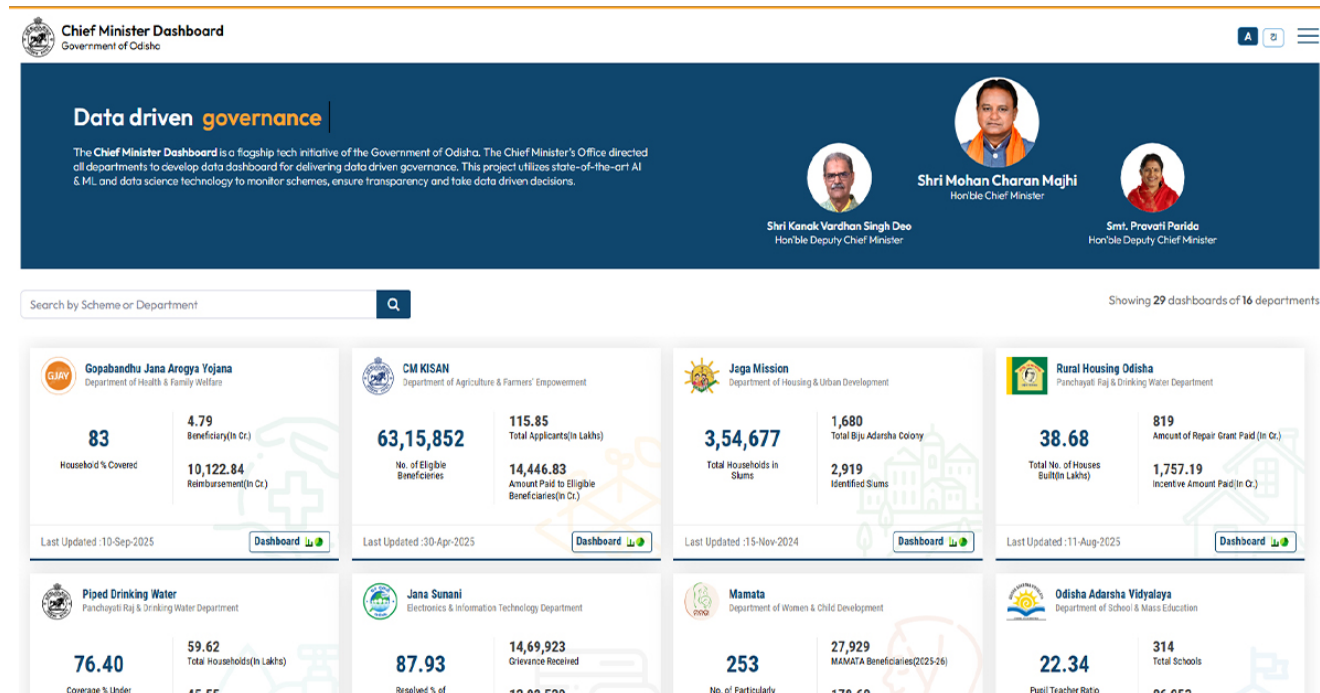 Chief Minister Dashboard
Government of Odisha
A
ଅ
Data driven governance
The Chief Minister Dashboard is a flagship tech initiative of the Government of Odisha. The Chief Minister's Office directed
all departments to develop data dashboard for delivering data driven governance. This project utilizes state-of-the-art AI
& ML and data science technology to monitor schemes, ensure transparency and take data driven decisions.
Shri Mohan Charan Majhi
Hon'ble Chief Minister
Shri Kanak Vardhan Singh Deo
Hon'ble Deputy Chief Minister
Smt. Pravati Parida
Hon'ble Deputy Chief Minister
Search by Scheme or Department
Showing 29 dashboards of 16 departments
GJAY
Gopabandhu Jana Arogya Yojana
Department of Health & Family Welfare
83
Household % Covered
4.79
Beneficiary(In Cr.)
10,122.84
Reimbursement(In Cr.)
Last Updated :10-Sep-2025
Dashboard
CM KISAN
Department of Agriculture & Farmers' Empowerment
63,15,852
No. of Eligible
Beneficieries
115.85
Total Applicants(In Lakhs)
14,446.83
Amount Paid to Elligible
Beneficiaries(In Cr.)
Last Updated :30-Apr-2025
Dashboard
Jaga Mission
Department of Housing & Urban Development
3,54,677
Total Households in
Slums
1,680
Total Biju Adarsha Colony
2,919
Identified Slums
Last Updated :15-Nov-2024
Dashboard
Rural Housing Odisha
Panchayati Raj & Drinking Water Department
38.68
Total No. of Houses
Built(In Lakhs)
819
Amount of Repair Grant Paid (In Cr.)
1,757.19
Incentive Amount Paid(In Cr.)
Last Updated :11-Aug-2025
Dashboard
Piped Drinking Water
Panchayati Raj & Drinking Water Department
76.40
Coverage % Under
59.62
Total Households(In Lakhs)
Jana Sunani
Electronics & Information Technology Department
87.93
Resolved % of
14,69,923
Grievance Received
Mamata
Department of Women & Child Development
253
No. of Particularly
27,929
MAMATA Beneficiaries(2025-26)
Odisha Adarsha Vidyalaya
Department of School & Mass Education
22.34
Pupil Teacher Ratio
314
Total Schools